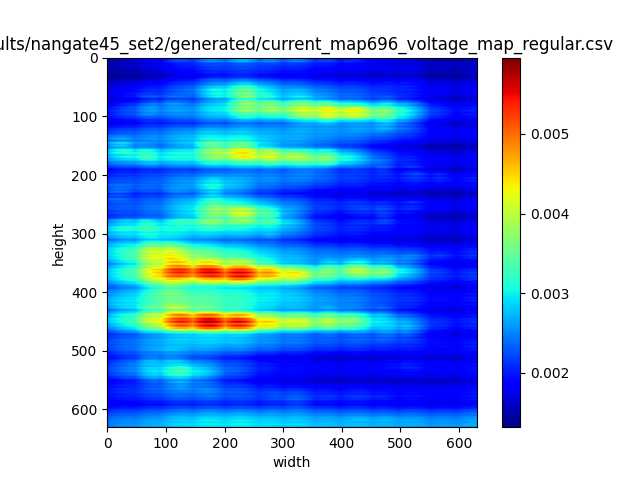 ults/nangate45_set2/generated/current_map696_voltage_map_regular.csv
0
100
200
300
400
500
600
height
0 100 200 300 400 500 600
width
0.005
0.004
0.003
0.002